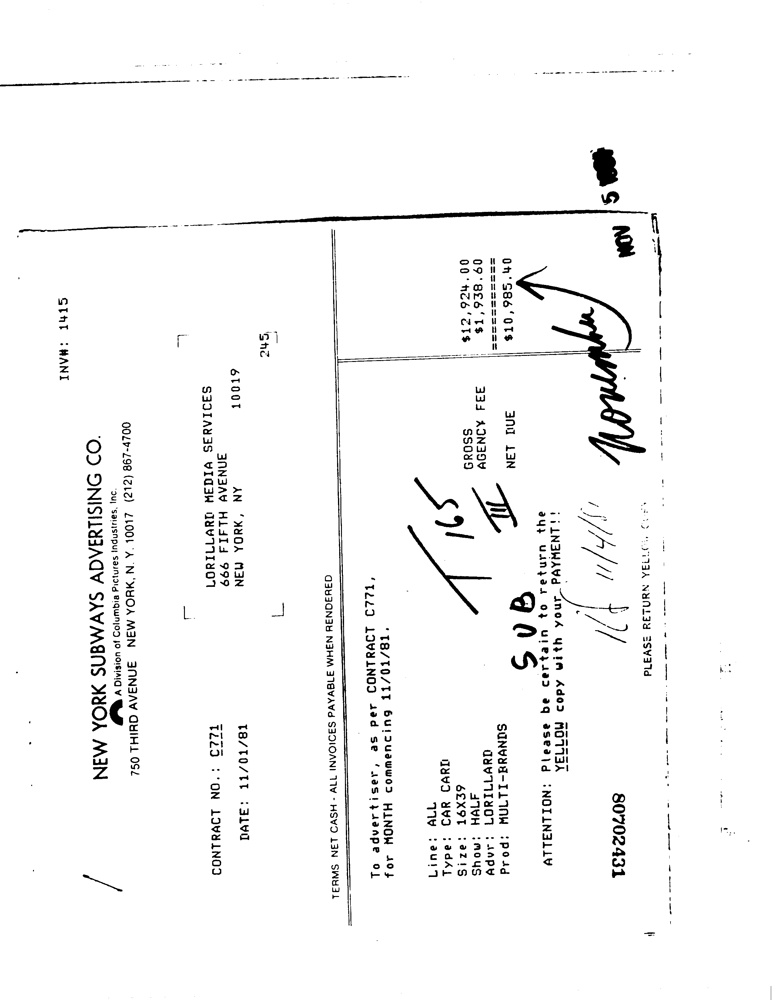 INV#: 1415
NEW YORK SUBWAYS ADVERTISING CO.
A Division of Columbia Pictures Industries, Inc.
750 THIRD AVENUE NEW YORK, N. Y. 10017 (212) 867-4700
CONTRACT NO.: C771
DATE: 11/01/81
LORILLARD MEDIA SERVICES
666 FIFTH AVENUE
NEW YORK, NY 10019
245
TERMS NET CASH - ALL INVOICES PAYABLE WHEN RENDERED
To advertiser, as per CONTRACT C771,
for MONTH commencing 11/01/81.
Line: ALL
Type: CAR CARD
Size: 16X39
Show: HALF
Advr: LORILLARD
Prod: MULTI-BRANDS
T 165
III
SUB
GROSS $12,924.00
AGENCY FEE $1,938.60
==========
NET DUE $10,985.40
ATTENTION: Please be certain to return the
YELLOW copy with your PAYMENT!!
11/4/81
November
NOV 5
PLEASE RETURN YELLOW COPY
80702431